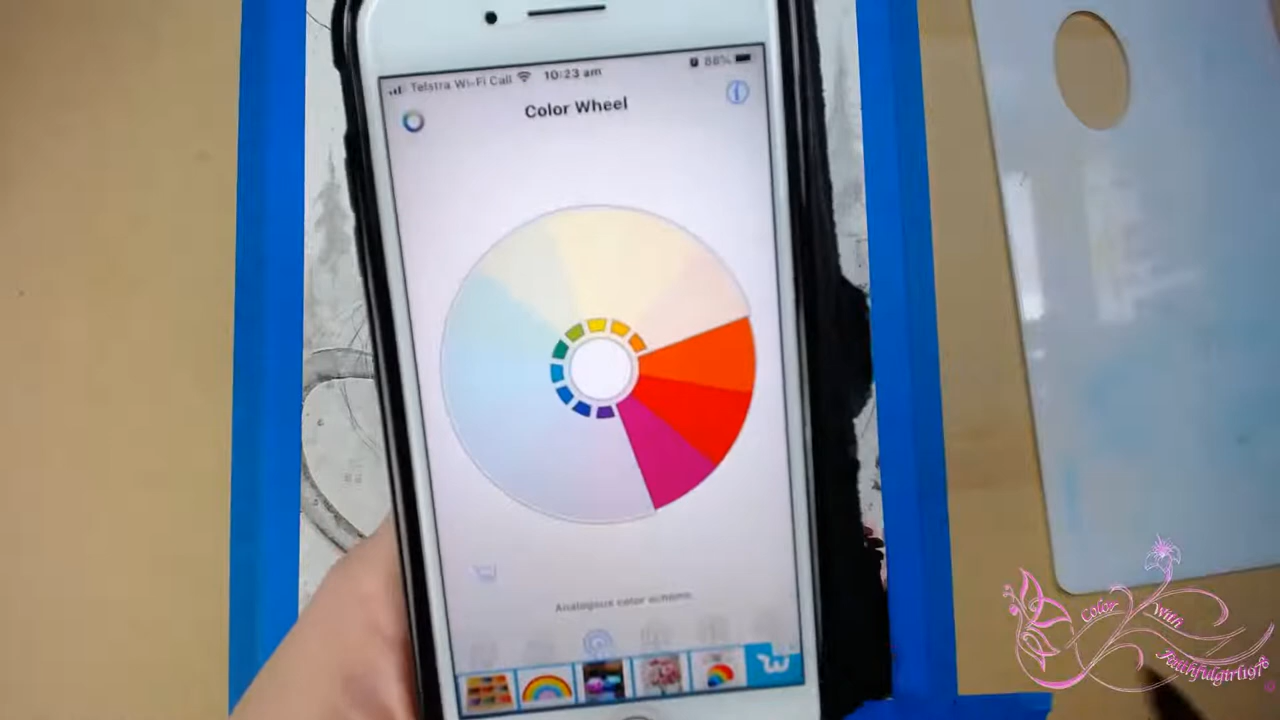 Telstra Wi-Fi Call 10:23 am 88%
Color Wheel
Analogous color scheme
Color With
Faithfulgirl1978